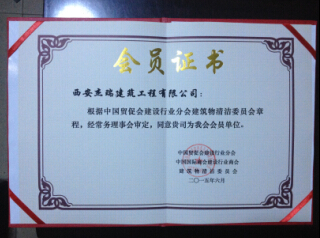 会员证书
西安杰瑞建筑工程有限公司：
根据中国贸促会建设行业分会建筑物清洁委员会章
程，经常务理事会审定，同意贵司为我会会员单位。
中国贸促会建设行业分会
中国国际商会建设行业商会
建筑物清洁委员会
二〇一五年六月